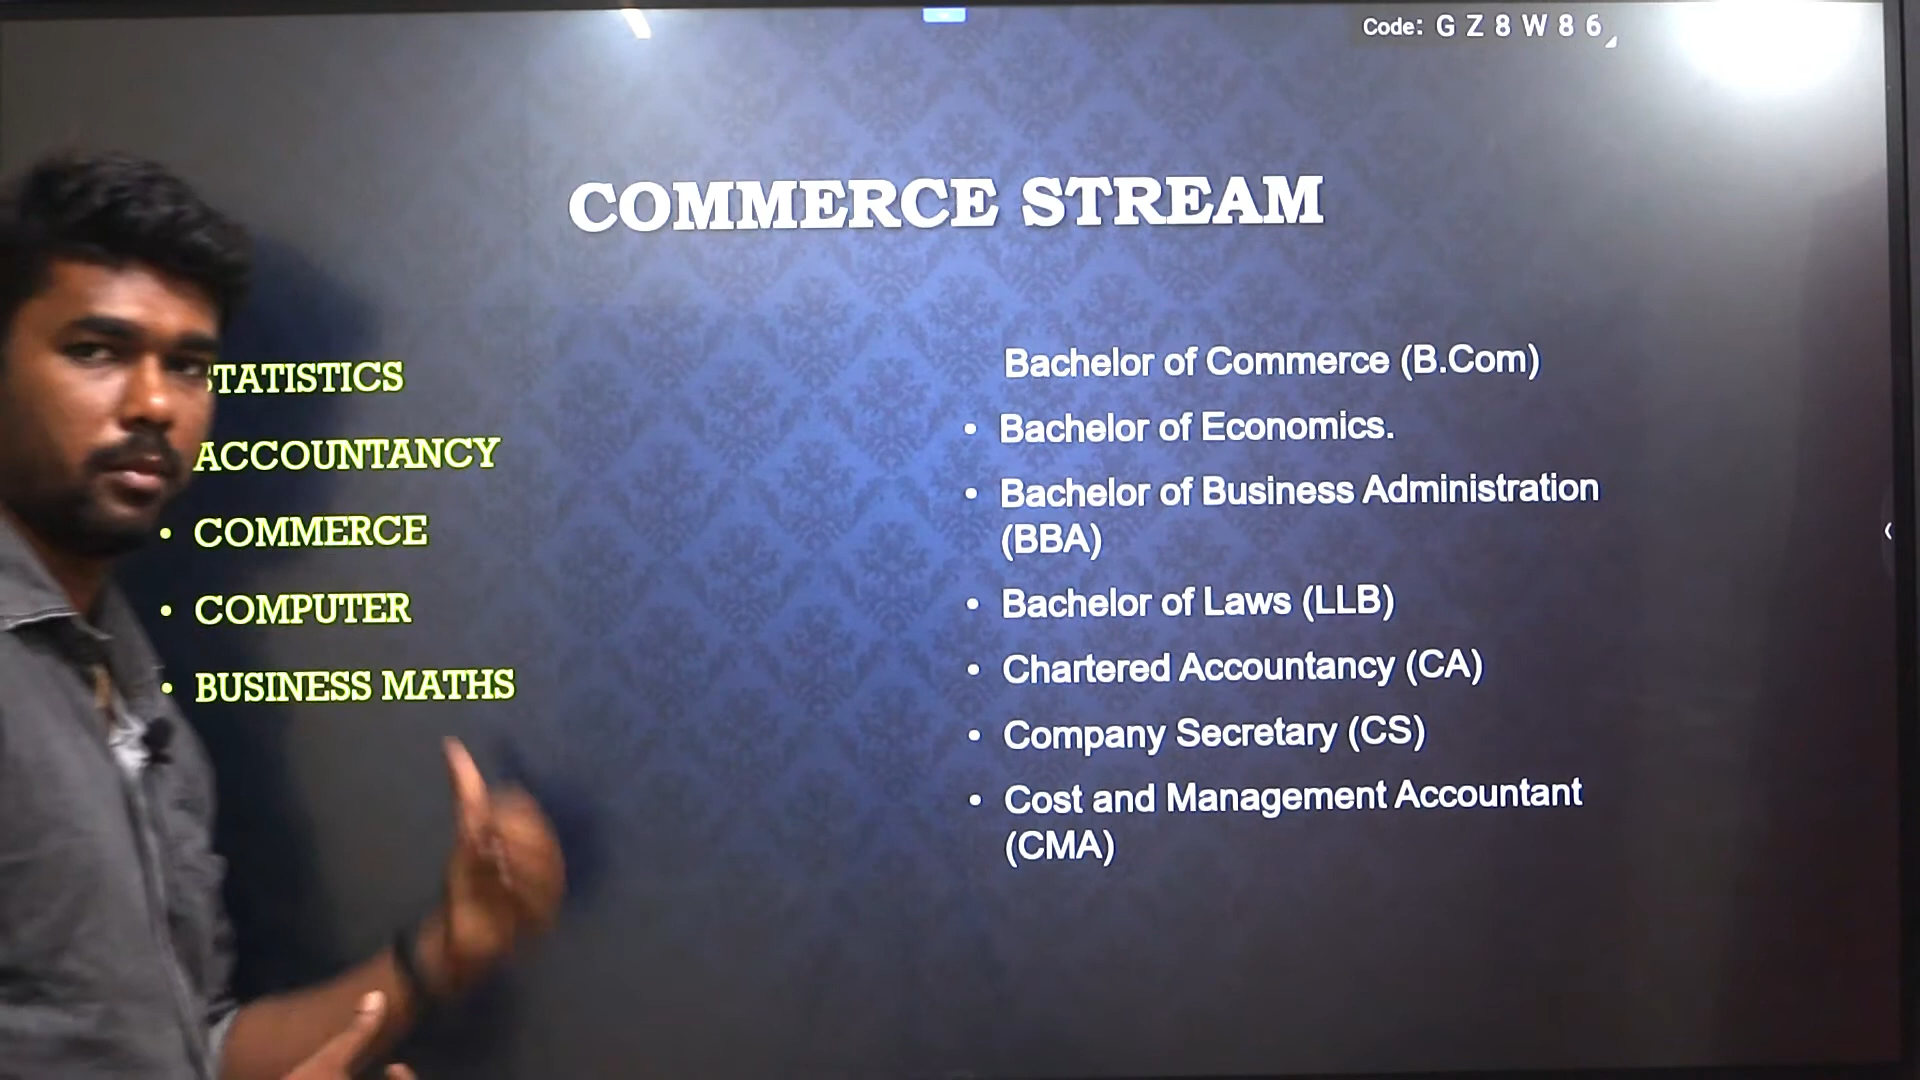 Code: G Z 8 W 8 6
COMMERCE STREAM
STATISTICS
ACCOUNTANCY
• COMMERCE
• COMPUTER
• BUSINESS MATHS
Bachelor of Commerce (B.Com)
• Bachelor of Economics.
• Bachelor of Business Administration
(BBA)
• Bachelor of Laws (LLB)
• Chartered Accountancy (CA)
• Company Secretary (CS)
• Cost and Management Accountant
(CMA)